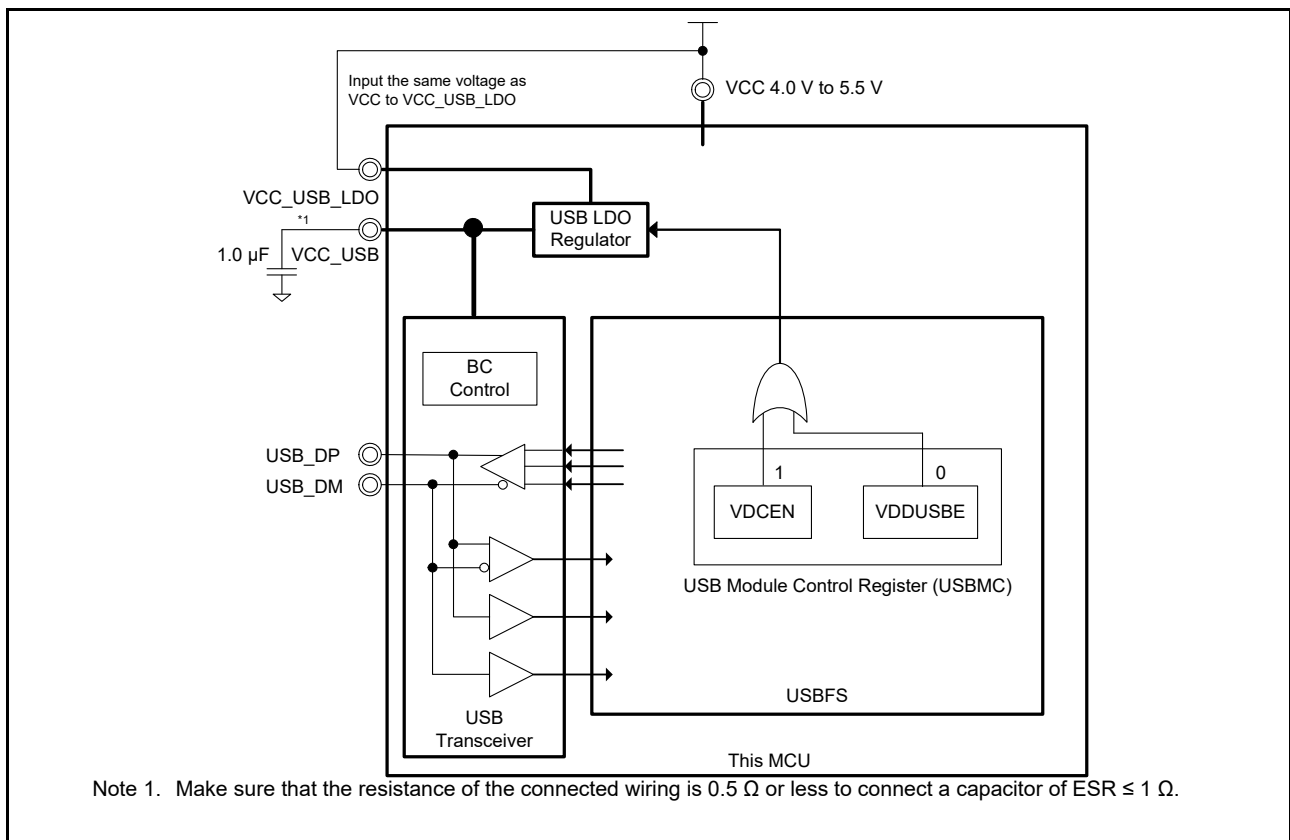 Input the same voltage as
VCC to VCC_USB_LDO
VCC 4.0 V to 5.5 V
VCC_USB_LDO
*1
1.0 µF
VCC_USB
USB LDO
Regulator
BC
Control
USB_DP
USB_DM
1
0
VDCEN
VDDUSBE
USB Module Control Register (USBMC)
USBFS
USB
Transceiver
This MCU
Note 1. Make sure that the resistance of the connected wiring is 0.5 Ω or less to connect a capacitor of ESR ≤ 1 Ω.